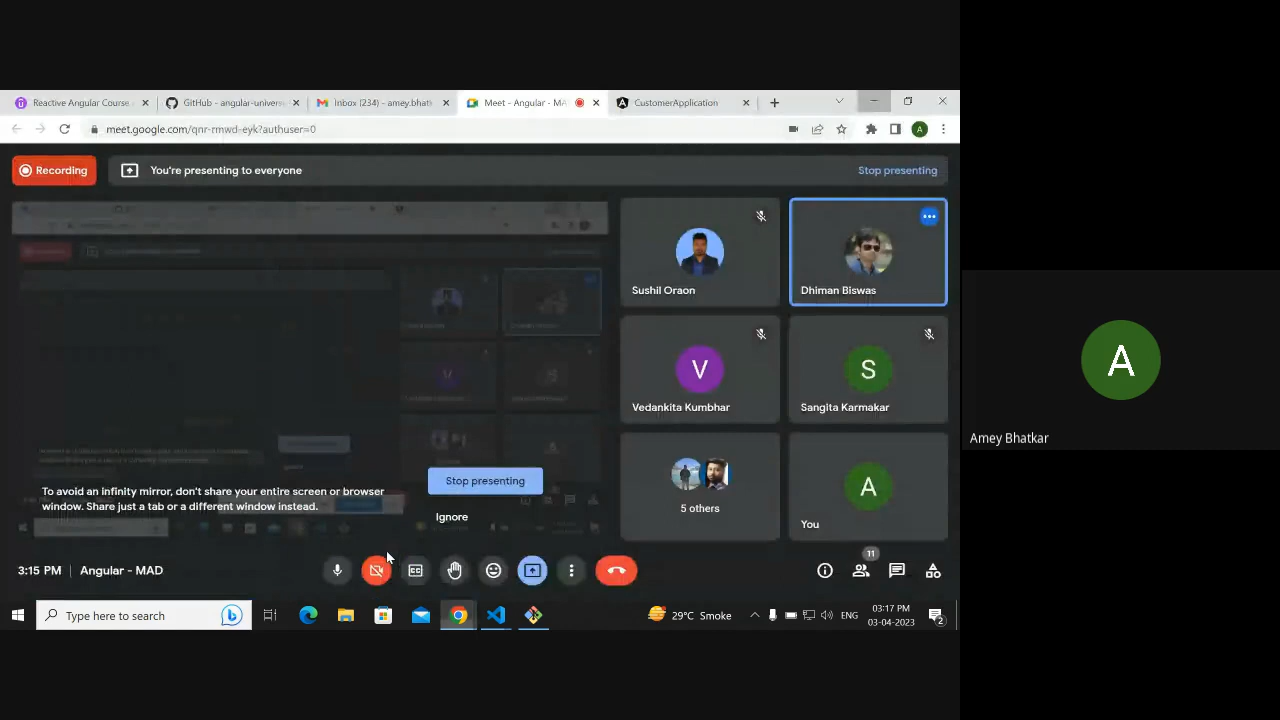 Reactive Angular Course
GitHub - angular-univers
Inbox (234) - amey.bhat
Meet - Angular - MA
CustomerApplication
meet.google.com/qnr-rmwd-eyk?authuser=0
A
Recording
You're presenting to everyone
Stop presenting
Sushil Oraon
Dhiman Biswas
V
Vedankita Kumbhar
S
Sangita Karmakar
5 others
A
You
To avoid an infinity mirror, don't share your entire screen or browser
window. Share just a tab or a different window instead.
Stop presenting
Ignore
3:15 PM | Angular - MAD
11
Type here to search
29°C Smoke
ENG
03:17 PM
03-04-2023
2
A
Amey Bhatkar